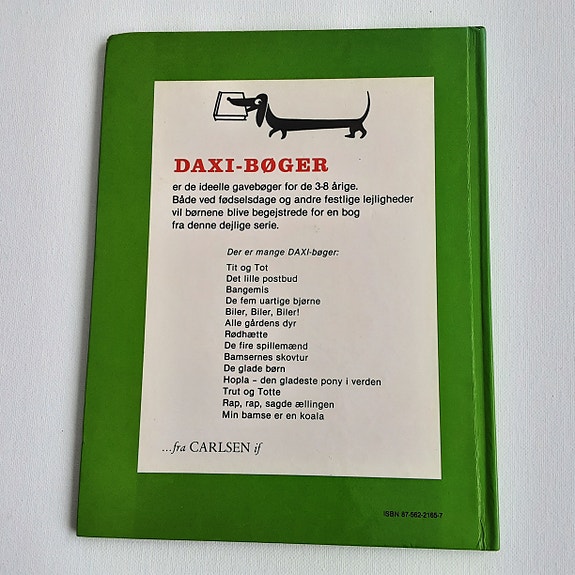 DAXI-BØGER
er de ideelle gavebøger for de 3-8 årige.
Både ved fødselsdage og andre festlige lejligheder
vil børnene blive begejstrede for en bog
fra denne dejlige serie.
Der er mange DAXI-bøger:
Tit og Tot
Det lille postbud
Bangemis
De fem uartige bjørne
Biler, Biler, Biler!
Alle gårdens dyr
Rødhætte
De fire spillemænd
Bamsernes skovtur
De glade børn
Hopla - den gladeste pony i verden
Trut og Totte
Rap, rap, sagde ællingen
Min bamse er en koala
...fra CARLSEN if
ISBN 87-562-2165-7